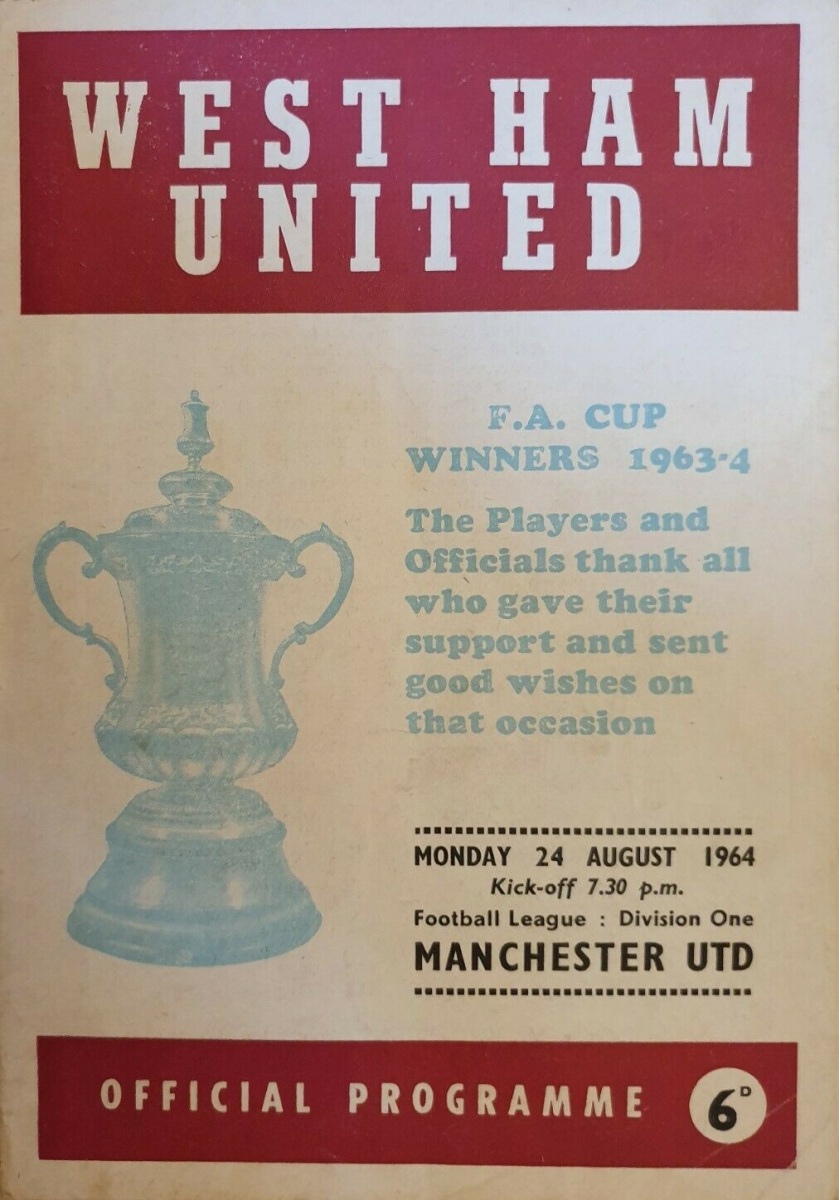 WEST HAM
UNITED
F.A. CUP
WINNERS 1963-4
The Players and
Officials thank all
who gave their
support and sent
good wishes on
that occasion
MONDAY 24 AUGUST 1964
Kick-off 7.30 p.m.
Football League : Division One
MANCHESTER UTD
OFFICIAL PROGRAMME 6D